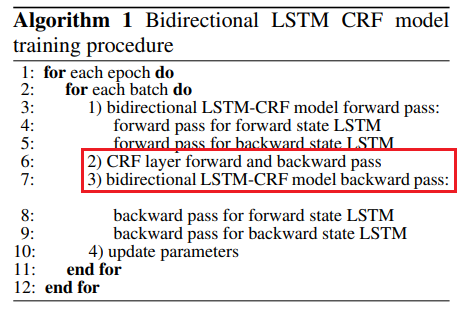 Algorithm 1 Bidirectional LSTM CRF model
training procedure
1: for each epoch do
2: for each batch do
3: 1) bidirectional LSTM-CRF model forward pass:
4: forward pass for forward state LSTM
5: forward pass for backward state LSTM
6: 2) CRF layer forward and backward pass
7: 3) bidirectional LSTM-CRF model backward pass:
8: backward pass for forward state LSTM
9: backward pass for backward state LSTM
10: 4) update parameters
11: end for
12: end for